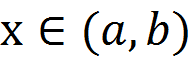 x ∈ (a, b)